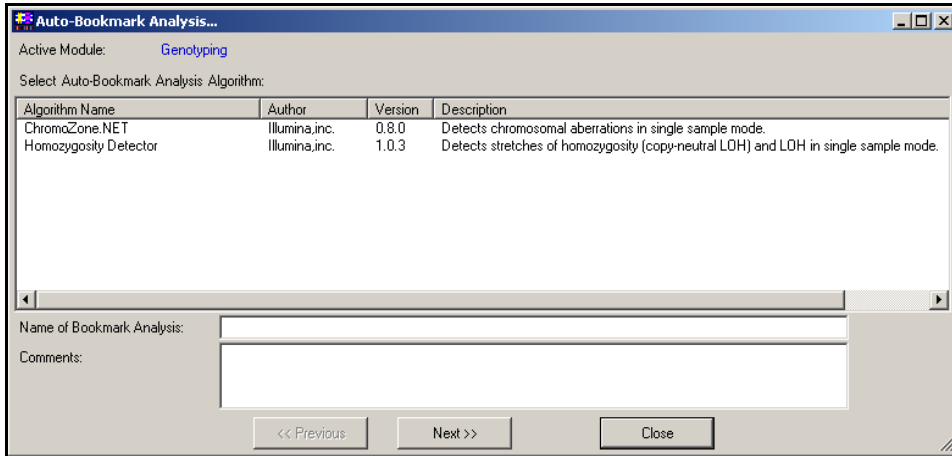 Auto-Bookmark Analysis...
Active Module: Genotyping
Select Auto-Bookmark Analysis Algorithm:
Algorithm Name Author Version Description
ChromoZone.NET Illumina,inc. 0.8.0 Detects chromosomal aberrations in single sample mode.
Homozygosity Detector Illumina,inc. 1.0.3 Detects stretches of homozygosity (copy-neutral LOH) and LOH in single sample mode.
Name of Bookmark Analysis:
Comments:
<< Previous Next >> Close